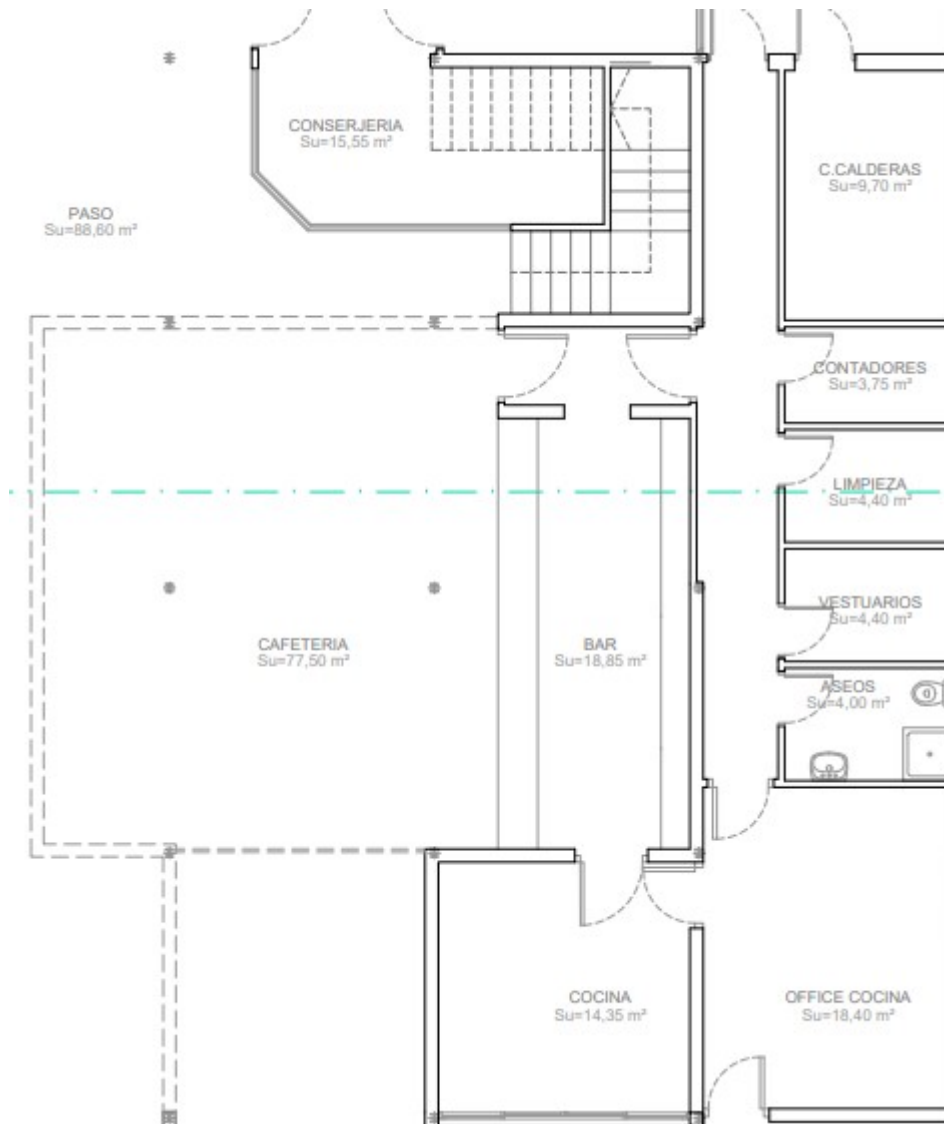 CONSERJERIA
Su=15,55 m²
C.CALDERAS
Su=9,70 m²
PASO
Su=88,60 m²
CONTADORES
Su=3,75 m²
LIMPIEZA
Su=4,40 m²
VESTUARIOS
Su=4,40 m²
CAFETERIA
Su=77,50 m²
BAR
Su=18,85 m²
ASEOS
Su=4,00 m²
COCINA
Su=14,35 m²
OFFICE COCINA
Su=18,40 m²